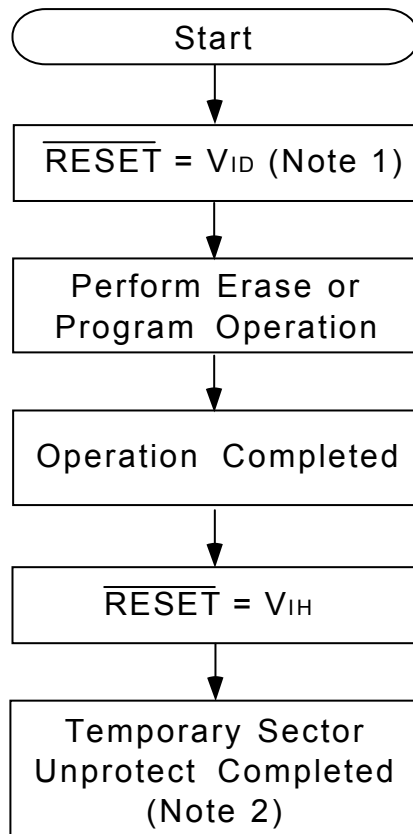 Start
RESET = VID (Note 1)
Perform Erase or
Program Operation
Operation Completed
RESET = VIH
Temporary Sector
Unprotect Completed
(Note 2)